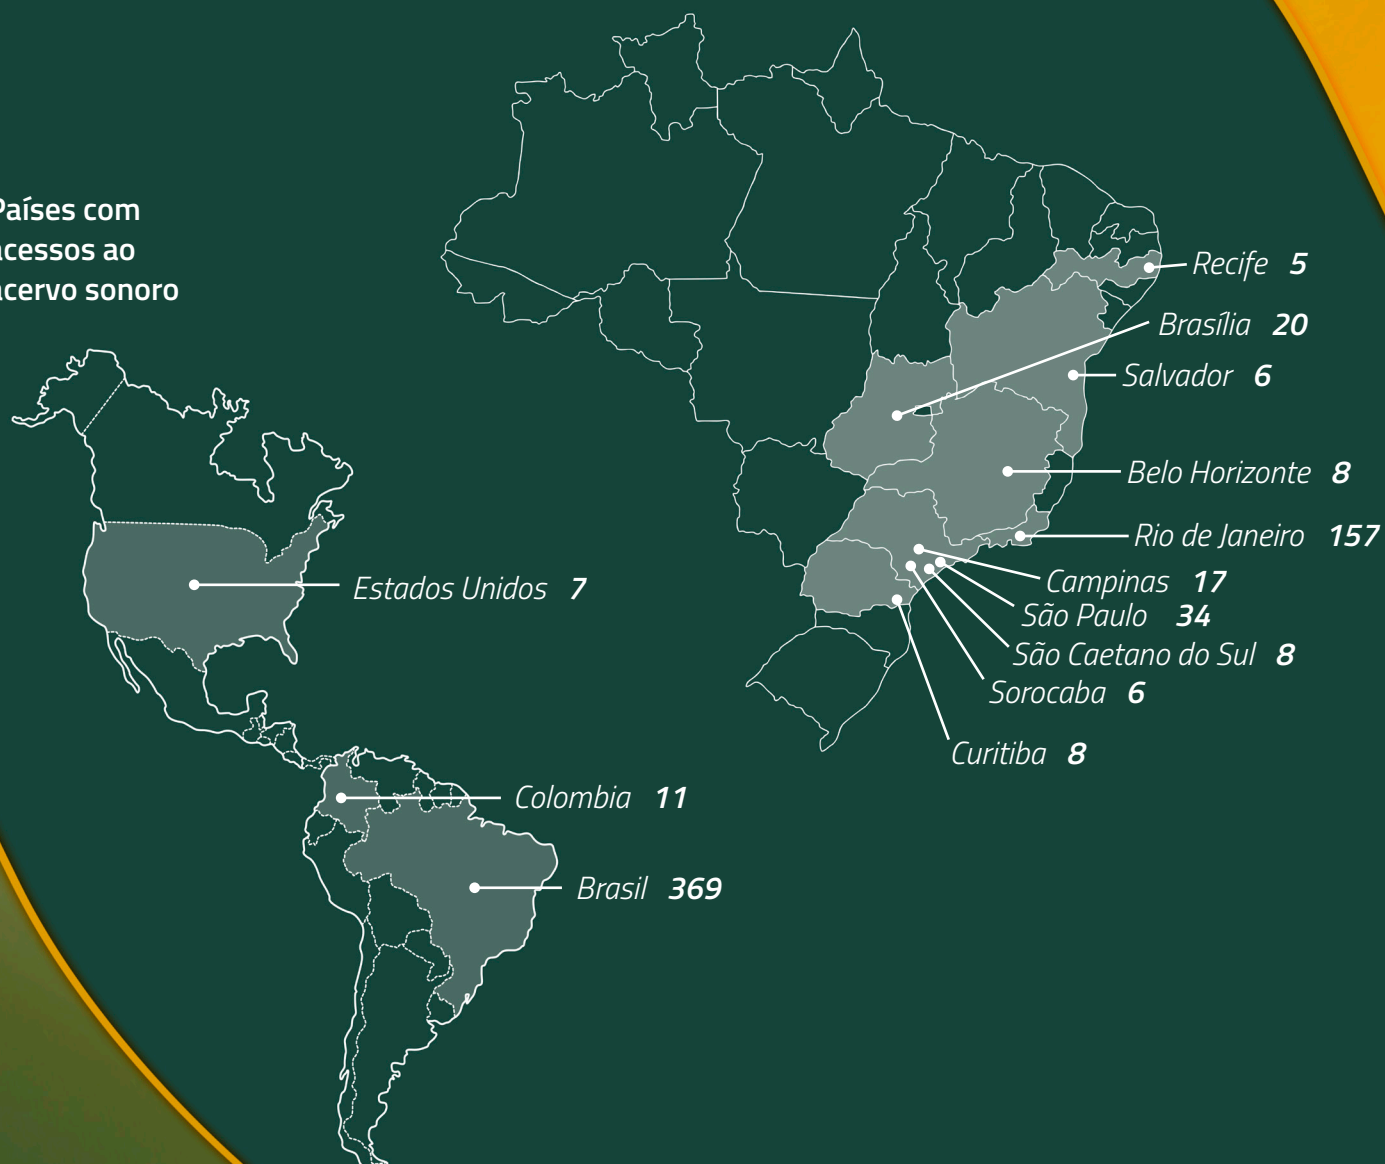 Países com
acessos ao
acervo sonoro
Recife 5
Brasília 20
Salvador 6
Belo Horizonte 8
Rio de Janeiro 157
Campinas 17
São Paulo 34
São Caetano do Sul 8
Sorocaba 6
Curitiba 8
Estados Unidos 7
Colombia 11
Brasil 369